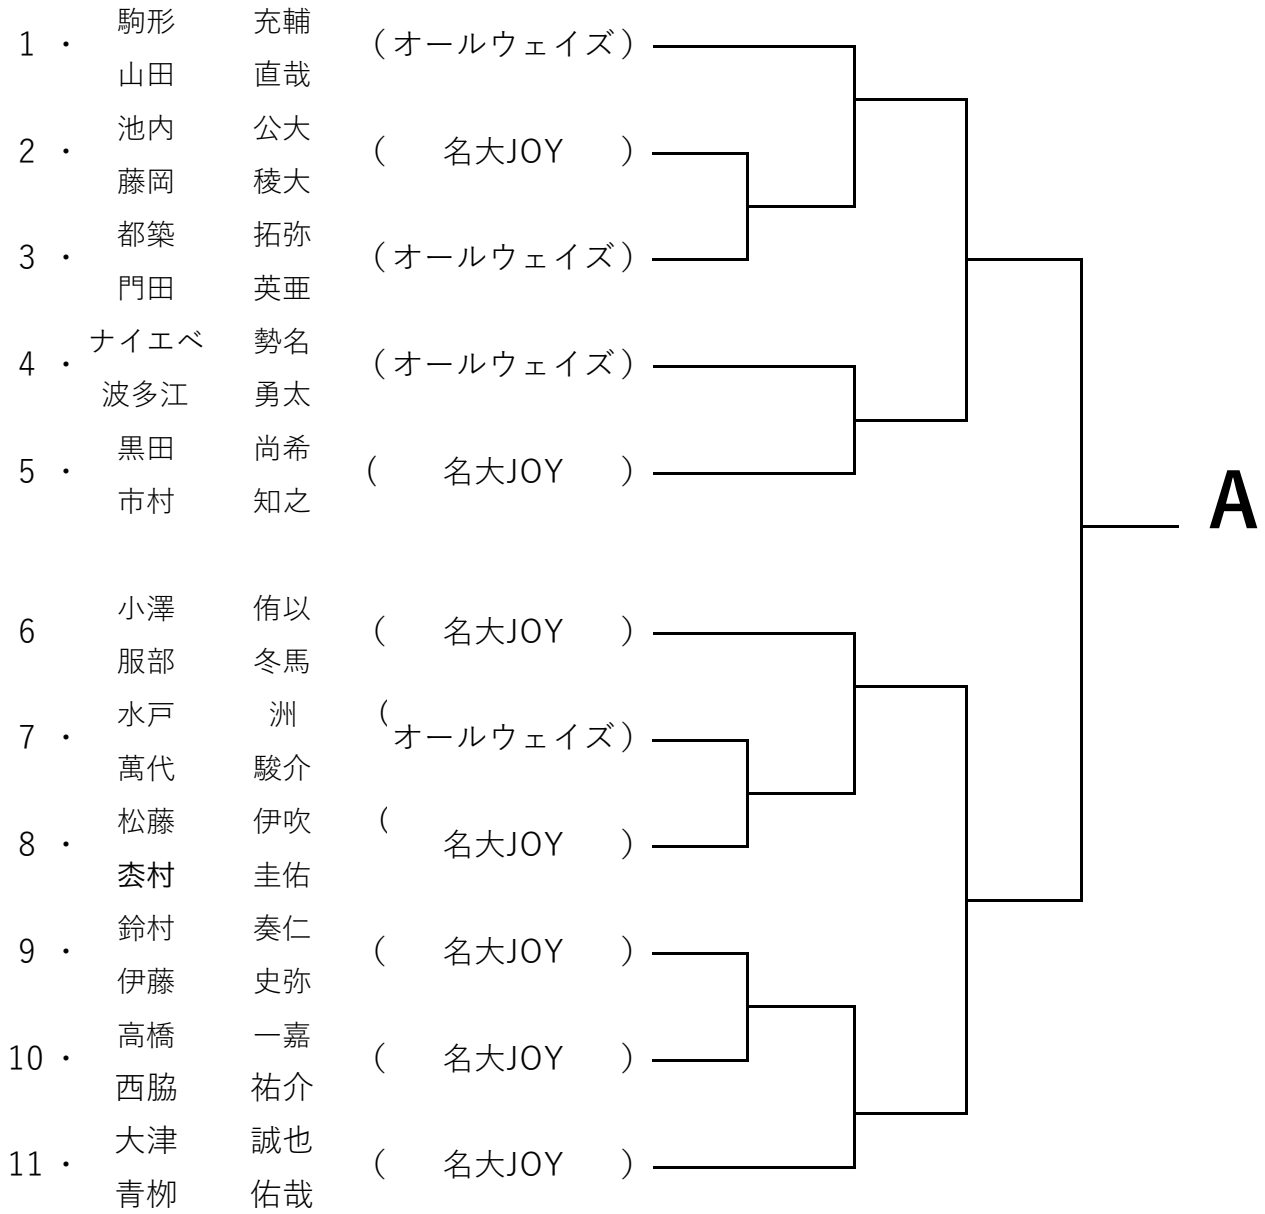 駒形 充輔
1 ・ （オールウェイズ）
山田 直哉
池内 公大
2 ・ （ 名大JOY ）
藤岡 稜大
都築 拓弥
3 ・ （オールウェイズ）
門田 英亜
ナイエベ 勢名
4 ・ （オールウェイズ）
波多江 勇太
黒田 尚希
5 ・ （ 名大JOY ）
市村 知之
A
小澤 侑以
6 （ 名大JOY ）
服部 冬馬
水戸 洲
7 ・ （オールウェイズ）
萬代 駿介
松藤 伊吹
8 ・ （ 名大JOY ）
枩村 圭佑
鈴村 奏仁
9 ・ （ 名大JOY ）
伊藤 史弥
高橋 一嘉
10 ・ （ 名大JOY ）
西脇 祐介
大津 誠也
11 ・ （ 名大JOY ）
青栁 佑哉